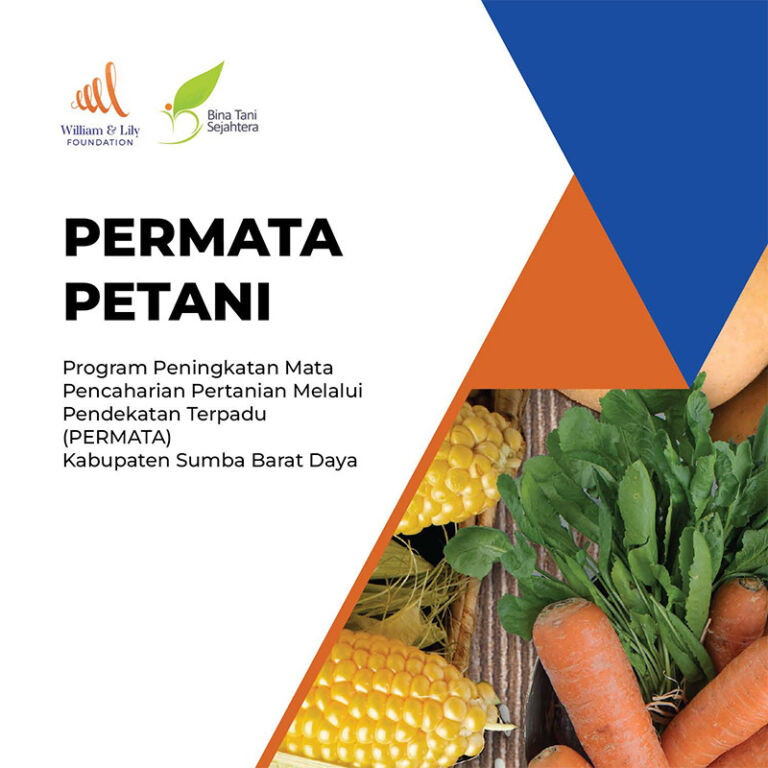 William & Lily
FOUNDATION
Bina Tani
Sejahtera
PERMATA
PETANI
Program Peningkatan Mata
Pencaharian Pertanian Melalui
Pendekatan Terpadu
(PERMATA)
Kabupaten Sumba Barat Daya